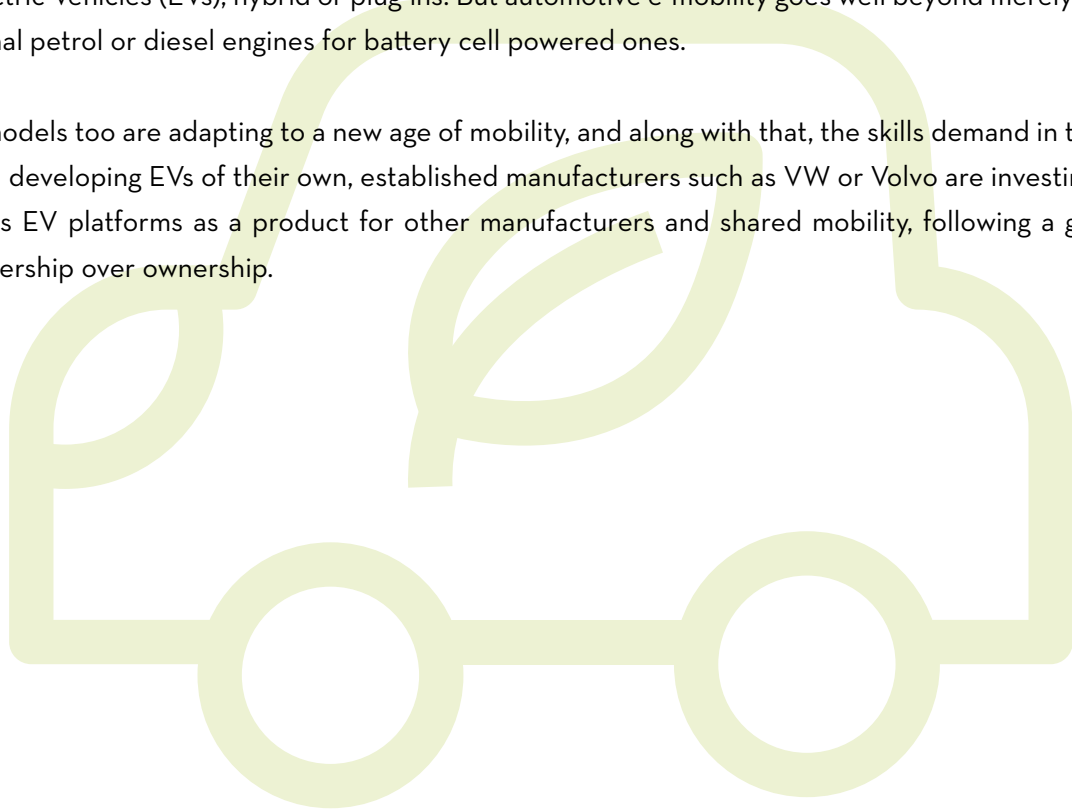 etric Vehicles (EVs), hybrid or plug-ins. But automotive e-mobility goes well beyond merely
nal petrol or diesel engines for battery cell powered ones.
models too are adapting to a new age of mobility, and along with that, the skills demand in t
developing EVs of their own, established manufacturers such as VW or Volvo are investin
s EV platforms as a product for other manufacturers and shared mobility, following a g
ership over ownership.